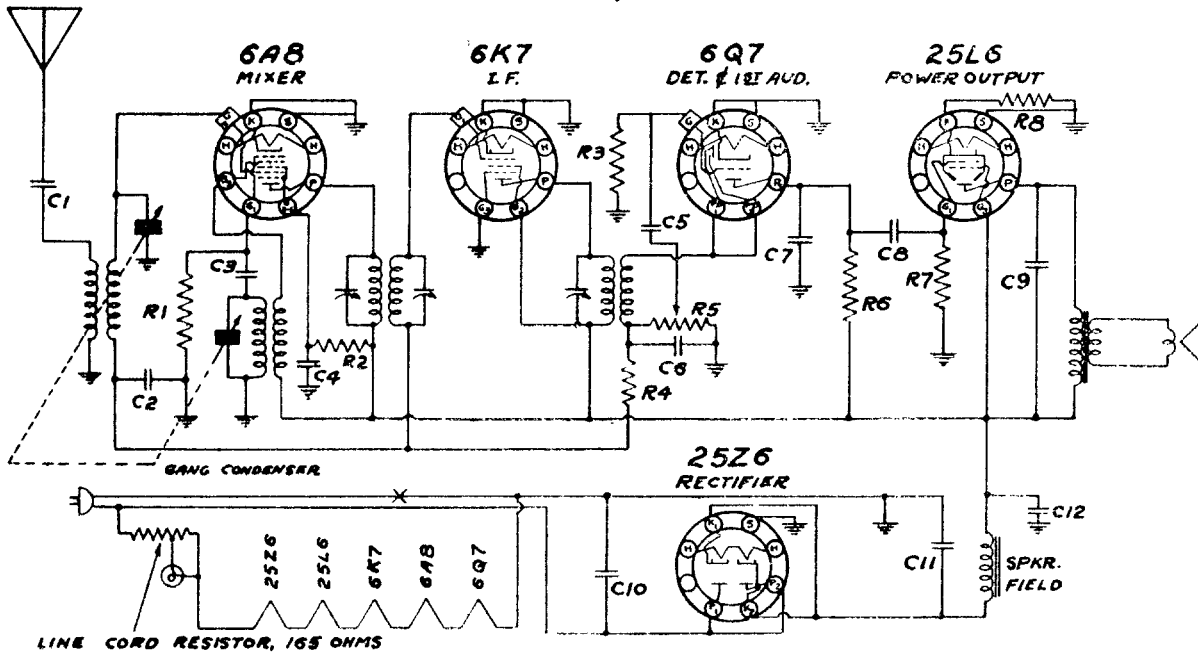 6A8
MIXER
6K7
I.F.
6Q7
DET. & 1ST AUD.
25L6
POWER OUTPUT
R8
R3
C1
C5
C7
C8
R7
C9
C3
R1
R2
C4
R5
R6
C6
C2
R4
GANG CONDENSER
25Z6
RECTIFIER
C12
25Z6
25L6
6K7
6A8
6Q7
C10
C11
SPKR.
FIELD
LINE CORD RESISTOR, 165 OHMS